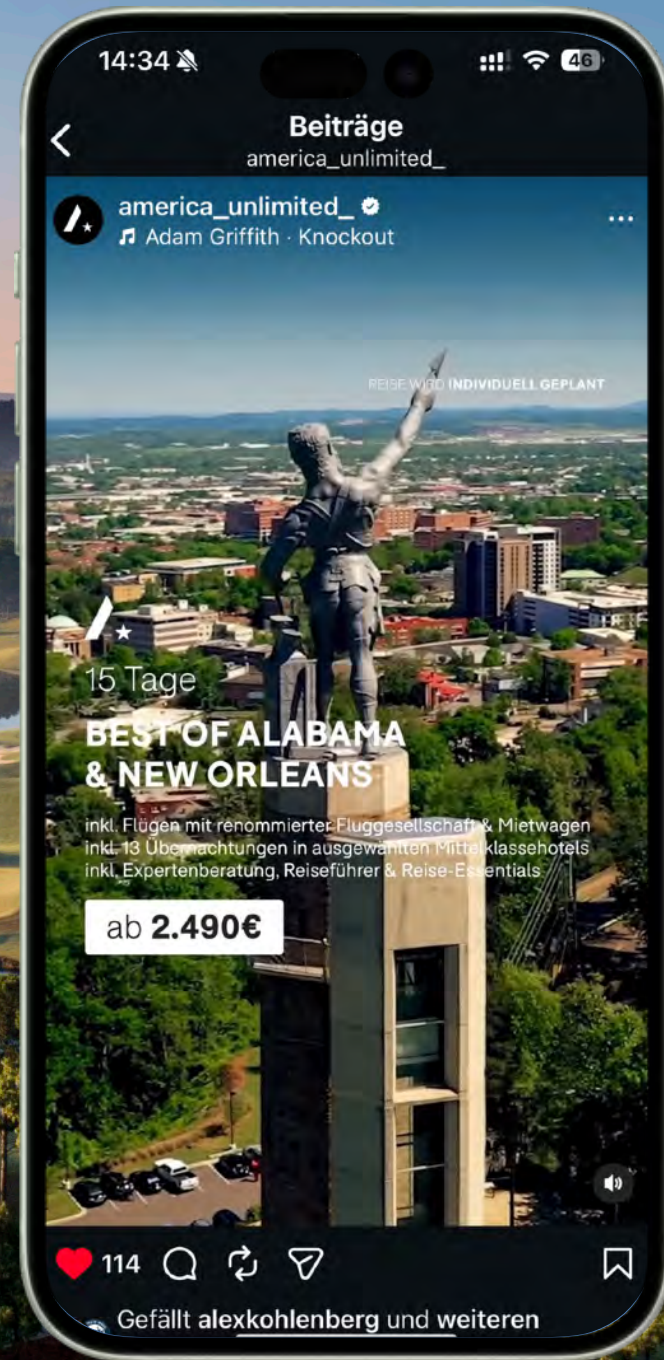 14:34
46
Beiträge
america_unlimited_
america_unlimited_
Adam Griffith · Knockout
REISE WIRD INDIVIDUELL GEPLANT
15 Tage
BEST OF ALABAMA
& NEW ORLEANS
inkl. Flügen mit renommierter Fluggesellschaft & Mietwagen
inkl. 13 Übernachtungen in ausgewählten Mittelklassehotels
inkl. Expertenberatung, Reiseführer & Reise-Essentials
ab 2.490€
114
Gefällt alexkohlenberg und weiteren